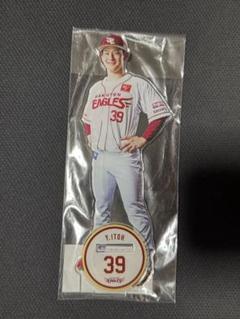 RAKUTEN
EAGLES
39
Y.ITOH
39